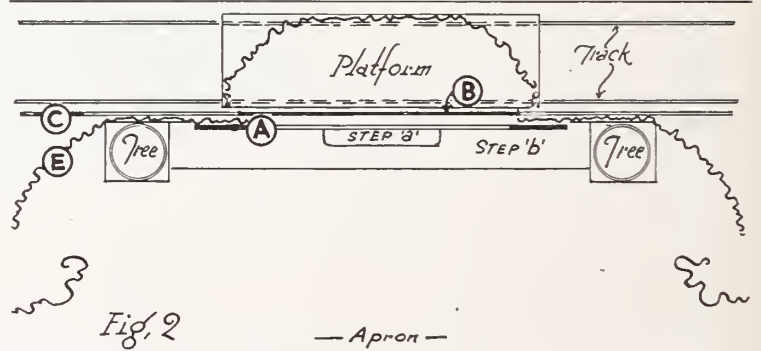 Platform
Track
B
C
A
STEP 'a'
STEP 'b'
Tree
Tree
E
Fig, 2
— Apron —